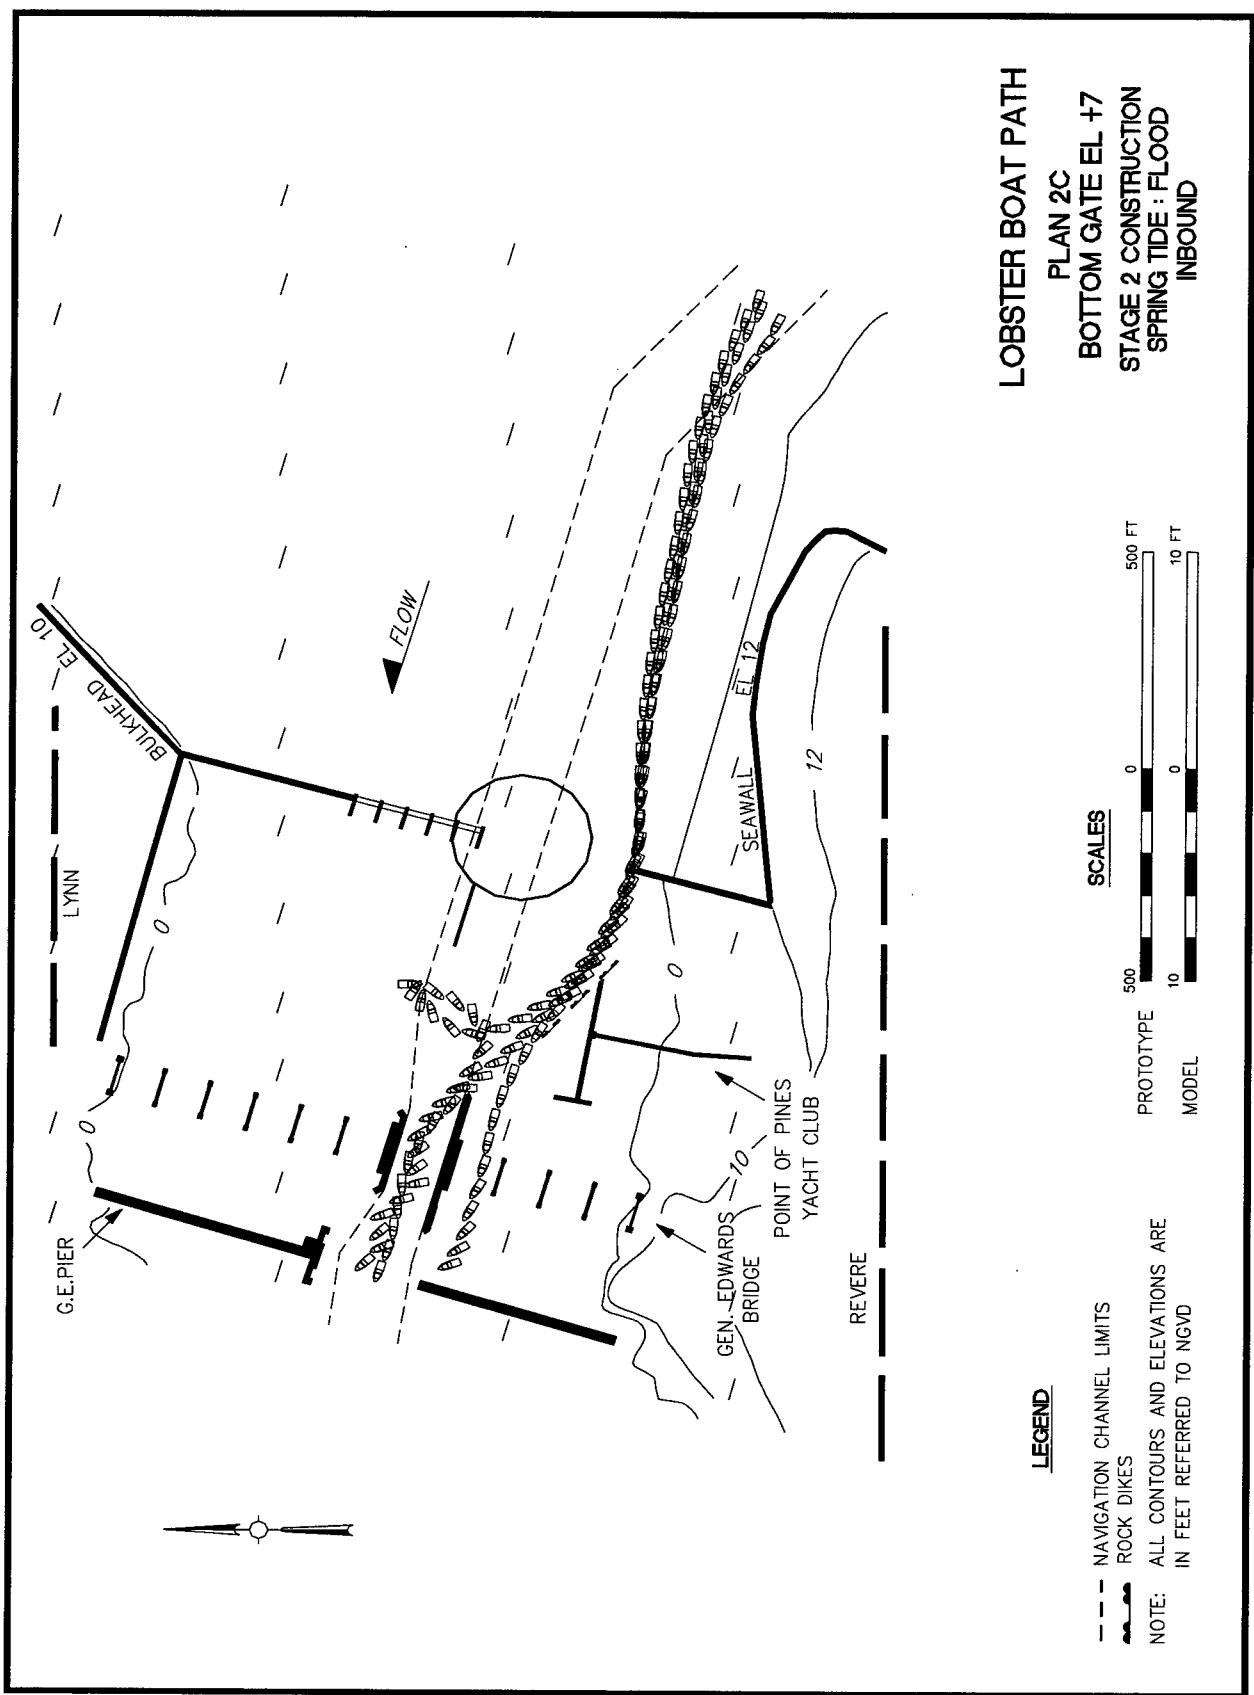 LOBSTER BOAT PATH
PLAN 2C
BOTTOM GATE EL +7
STAGE 2 CONSTRUCTION
SPRING TIDE : FLOOD
INBOUND
LYNN
BULKHEAD EL 10
FLOW
G.E.PIER
0
0
0
SEAWALL EL 12
12
10
POINT OF PINES
YACHT CLUB
GEN. EDWARDS
BRIDGE
REVERE
SCALES
PROTOTYPE 500 0 500 FT
MODEL 10 0 10 FT
LEGEND
NAVIGATION CHANNEL LIMITS
ROCK DIKES
NOTE: ALL CONTOURS AND ELEVATIONS ARE
IN FEET REFERRED TO NGVD